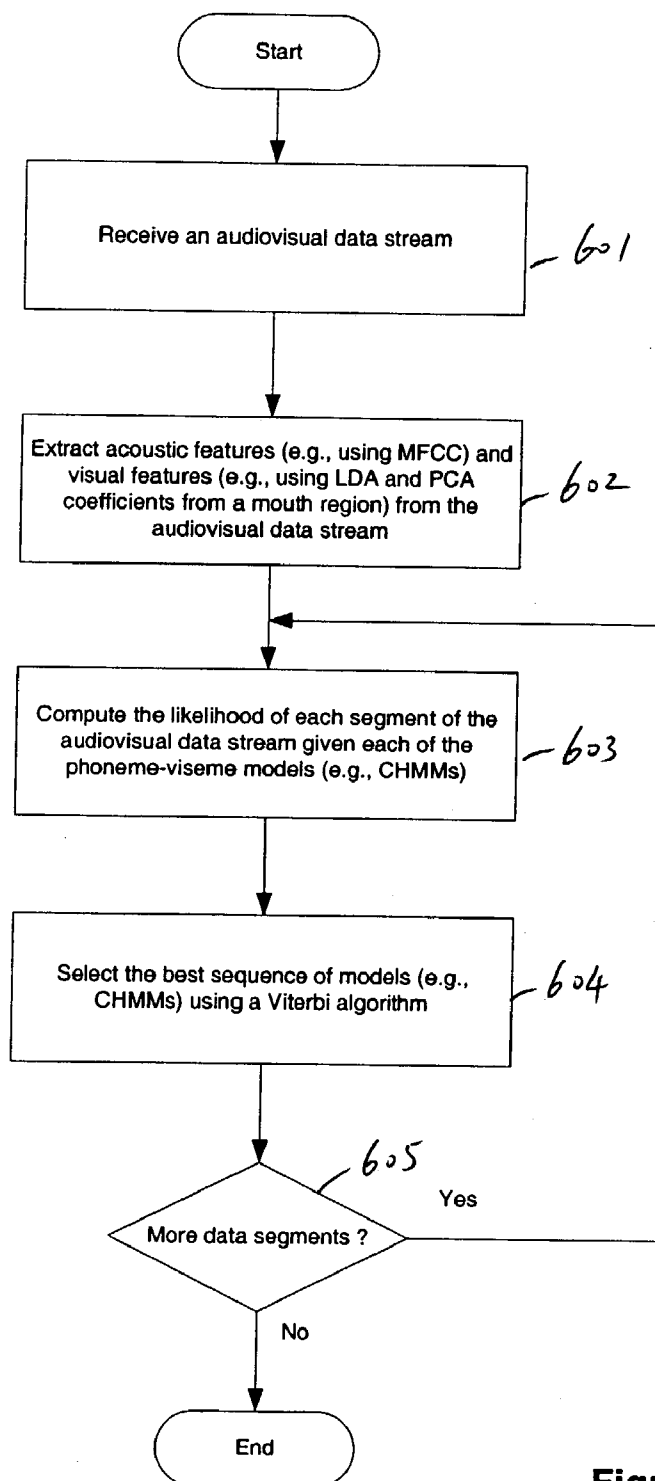 Start
Receive an audiovisual data stream
601
Extract acoustic features (e.g., using MFCC) and
visual features (e.g., using LDA and PCA
coefficients from a mouth region) from the
audiovisual data stream
602
Compute the likelihood of each segment of the
audiovisual data stream given each of the
phoneme-viseme models (e.g., CHMMs)
603
Select the best sequence of models (e.g.,
CHMMs) using a Viterbi algorithm
604
605
More data segments ?
Yes
No
End